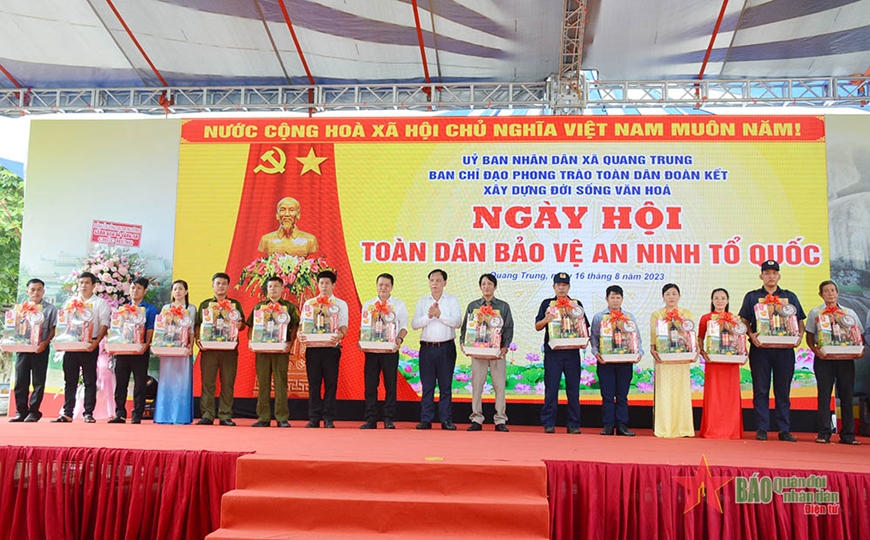 NƯỚC CỘNG HOÀ XÃ HỘI CHỦ NGHĨA VIỆT NAM MUÔN NĂM!
UỶ BAN NHÂN DÂN XÃ QUANG TRUNG
BAN CHỈ ĐẠO PHONG TRÀO TOÀN DÂN ĐOÀN KẾT
XÂY DỰNG ĐỜI SỐNG VĂN HOÁ
NGÀY HỘI
TOÀN DÂN BẢO VỆ AN NINH TỔ QUỐC
Quang Trung, ngày 16 tháng 8 năm 2023
BÁO quân đội nhân dân
Điện tử